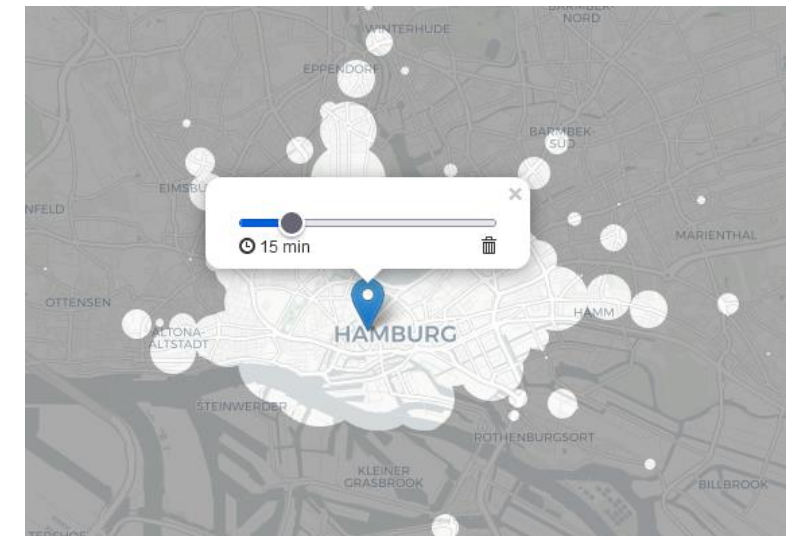 BARMBEK-
NORD
WINTERHUDE
EPPENDORF
BARMBEK-
SÜD
EIMSBU
NFELD
×
15 min
MARIENTHAL
OTTENSEN
HAMM
ALTONA-
ALTSTADT
HAMBURG
STEINWERDER
ROTHENBURGSORT
KLEINER
GRASBROOK
BILLBROOK